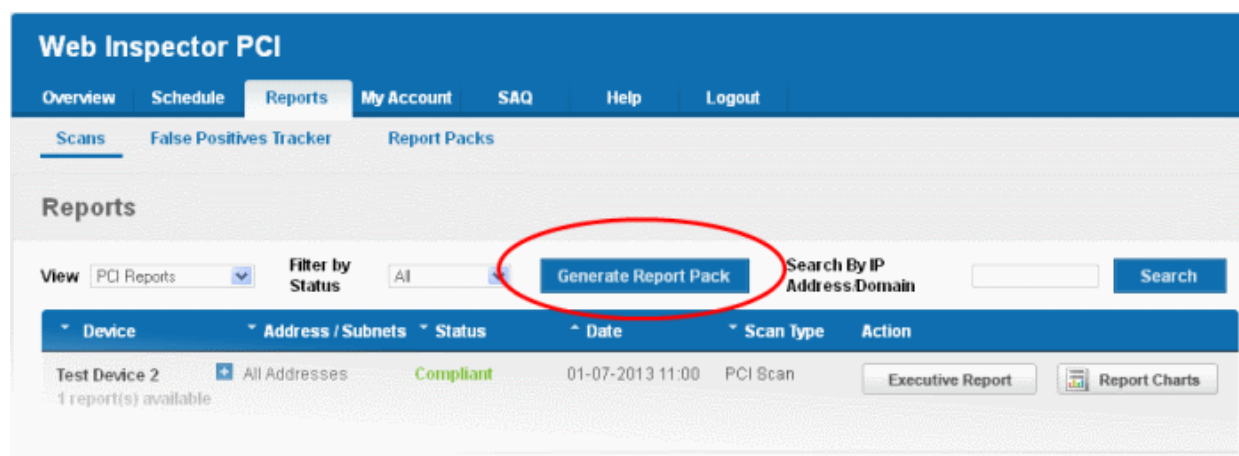 Web Inspector PCI
Overview Schedule Reports My Account SAQ Help Logout
Scans False Positives Tracker Report Packs
Reports
View PCI Reports Filter by Status All Generate Report Pack Search By IP Address/Domain Search
Device Address / Subnets Status Date Scan Type Action
Test Device 2 All Addresses Compliant 01-07-2013 11:00 PCI Scan Executive Report Report Charts
1 report(s) available